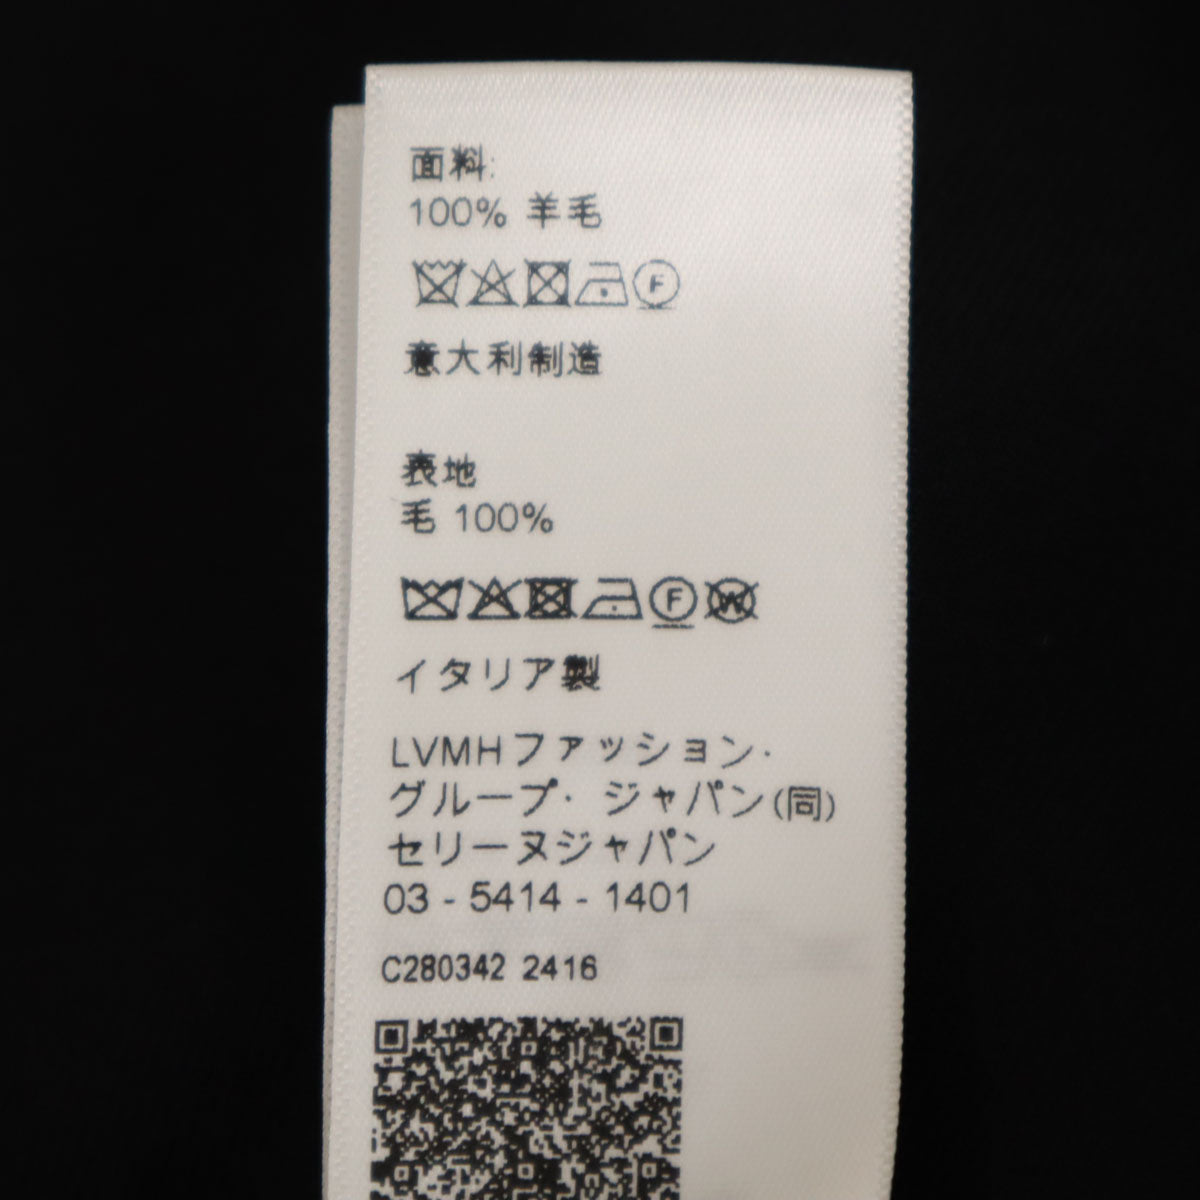 面料:
100% 羊毛
F
意大利制造
表地
毛 100%
F W
イタリア製
LVMHファッション・
グループ・ジャパン(同)
セリーヌジャパン
03 - 5414 - 1401
C280342 2416